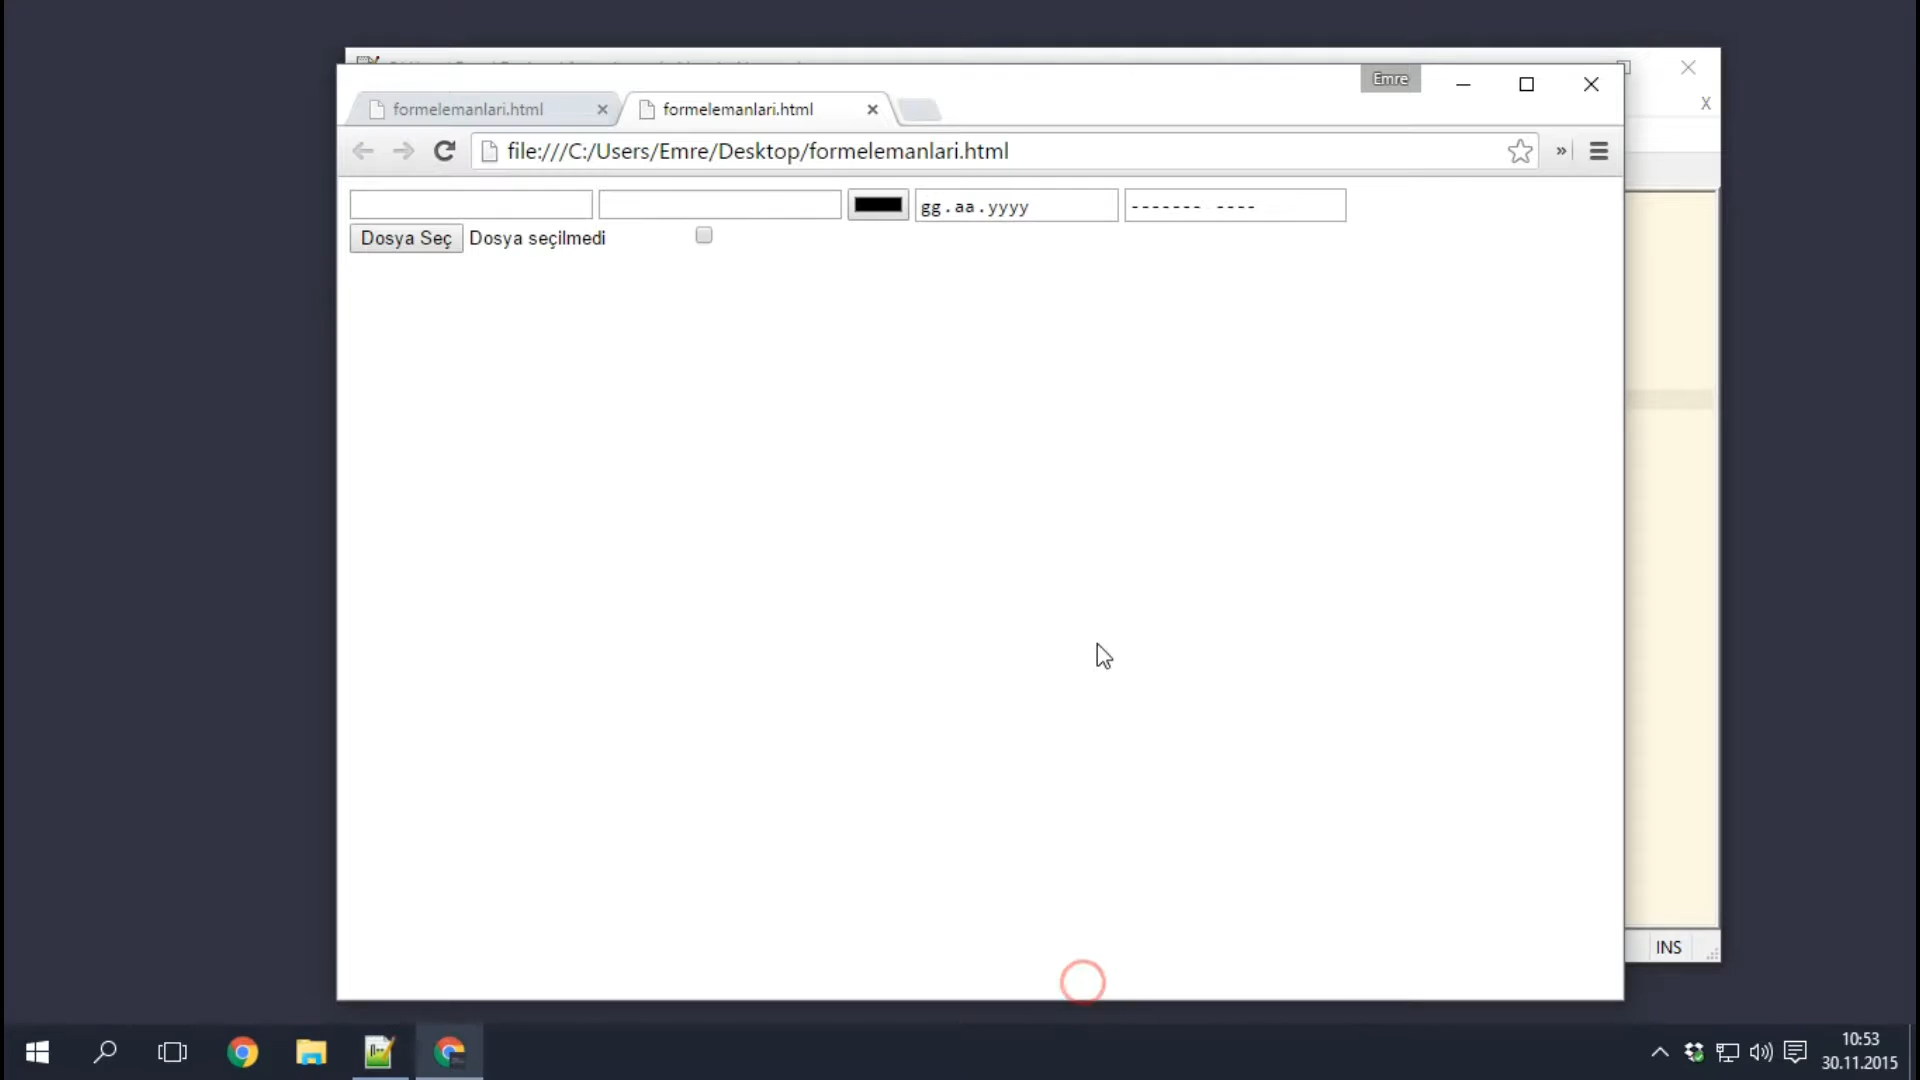 Emre
formelemanlari.html formelemanlari.html
file:///C:/Users/Emre/Desktop/formelemanlari.html
gg.aa.yyyy ------- ----
Dosya Seç Dosya seçilmedi
INS
10:53
30.11.2015